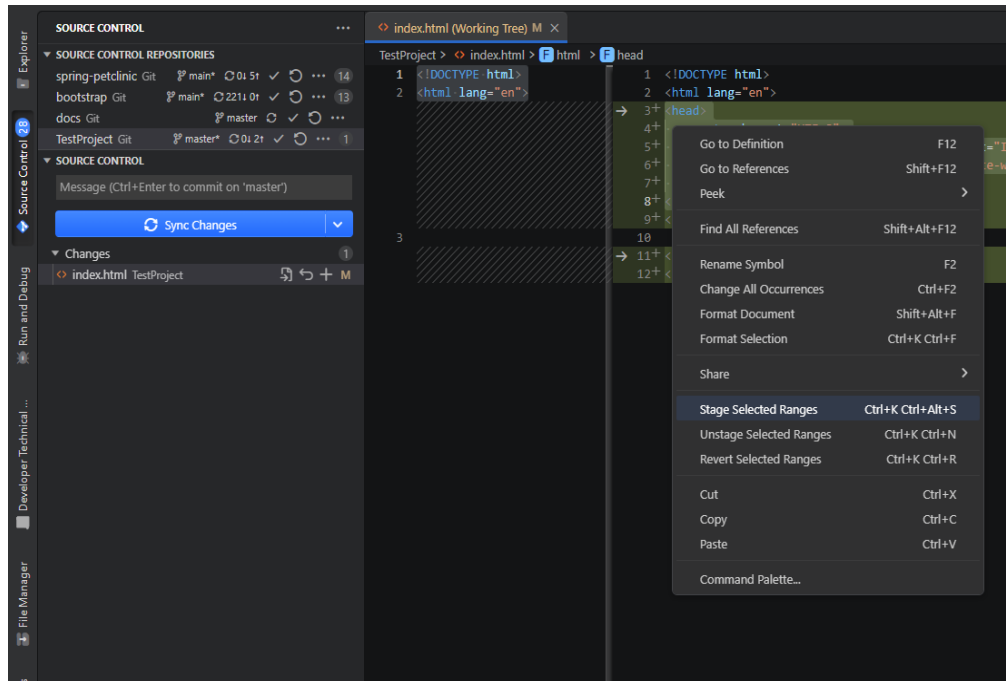 Explorer
Source Control 28
Run and Debug
Developer Technical ...
File Manager
SOURCE CONTROL
SOURCE CONTROL REPOSITORIES
spring-petclinic Git main* 0↓ 5↑ 14
bootstrap Git main* 221↓ 0↑ 13
docs Git master
TestProject Git master* 0↓ 2↑ 1
SOURCE CONTROL
Message (Ctrl+Enter to commit on 'master')
Sync Changes
Changes 1
index.html TestProject M
index.html (Working Tree) M
TestProject > index.html > html > head
1 <!DOCTYPE html>
2 <html lang="en">
3
1 <!DOCTYPE html>
2 <html lang="en">
3+ <head>
4+
5+
6+
7+
8+
9+ <
10
11+ <
12+ <
Go to Definition F12
Go to References Shift+F12
Peek
Find All References Shift+Alt+F12
Rename Symbol F2
Change All Occurrences Ctrl+F2
Format Document Shift+Alt+F
Format Selection Ctrl+K Ctrl+F
Share
Stage Selected Ranges Ctrl+K Ctrl+Alt+S
Unstage Selected Ranges Ctrl+K Ctrl+N
Revert Selected Ranges Ctrl+K Ctrl+R
Cut Ctrl+X
Copy Ctrl+C
Paste Ctrl+V
Command Palette...